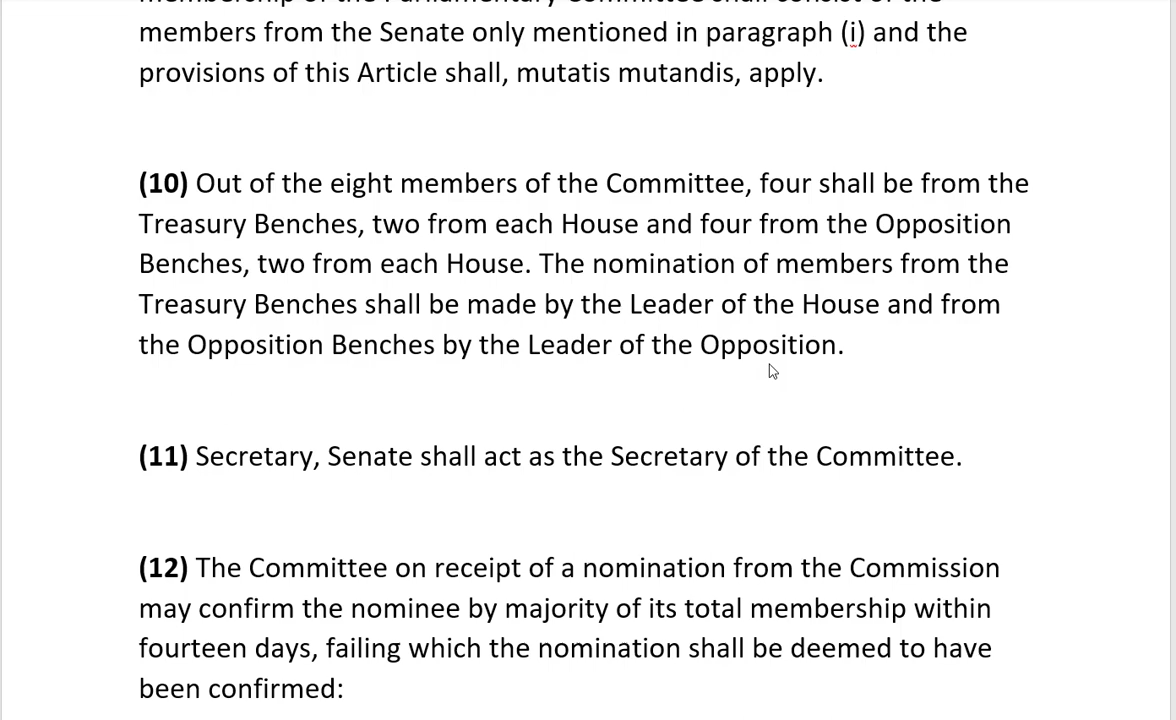 members from the Senate only mentioned in paragraph (i) and the
provisions of this Article shall, mutatis mutandis, apply.
(10) Out of the eight members of the Committee, four shall be from the
Treasury Benches, two from each House and four from the Opposition
Benches, two from each House. The nomination of members from the
Treasury Benches shall be made by the Leader of the House and from
the Opposition Benches by the Leader of the Opposition.
(11) Secretary, Senate shall act as the Secretary of the Committee.
(12) The Committee on receipt of a nomination from the Commission
may confirm the nominee by majority of its total membership within
fourteen days, failing which the nomination shall be deemed to have
been confirmed: